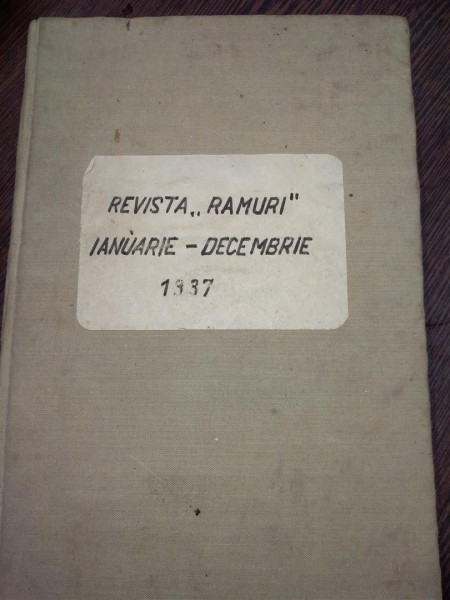 REVISTA „RAMURI"
IANUARIE - DECEMBRIE
1937